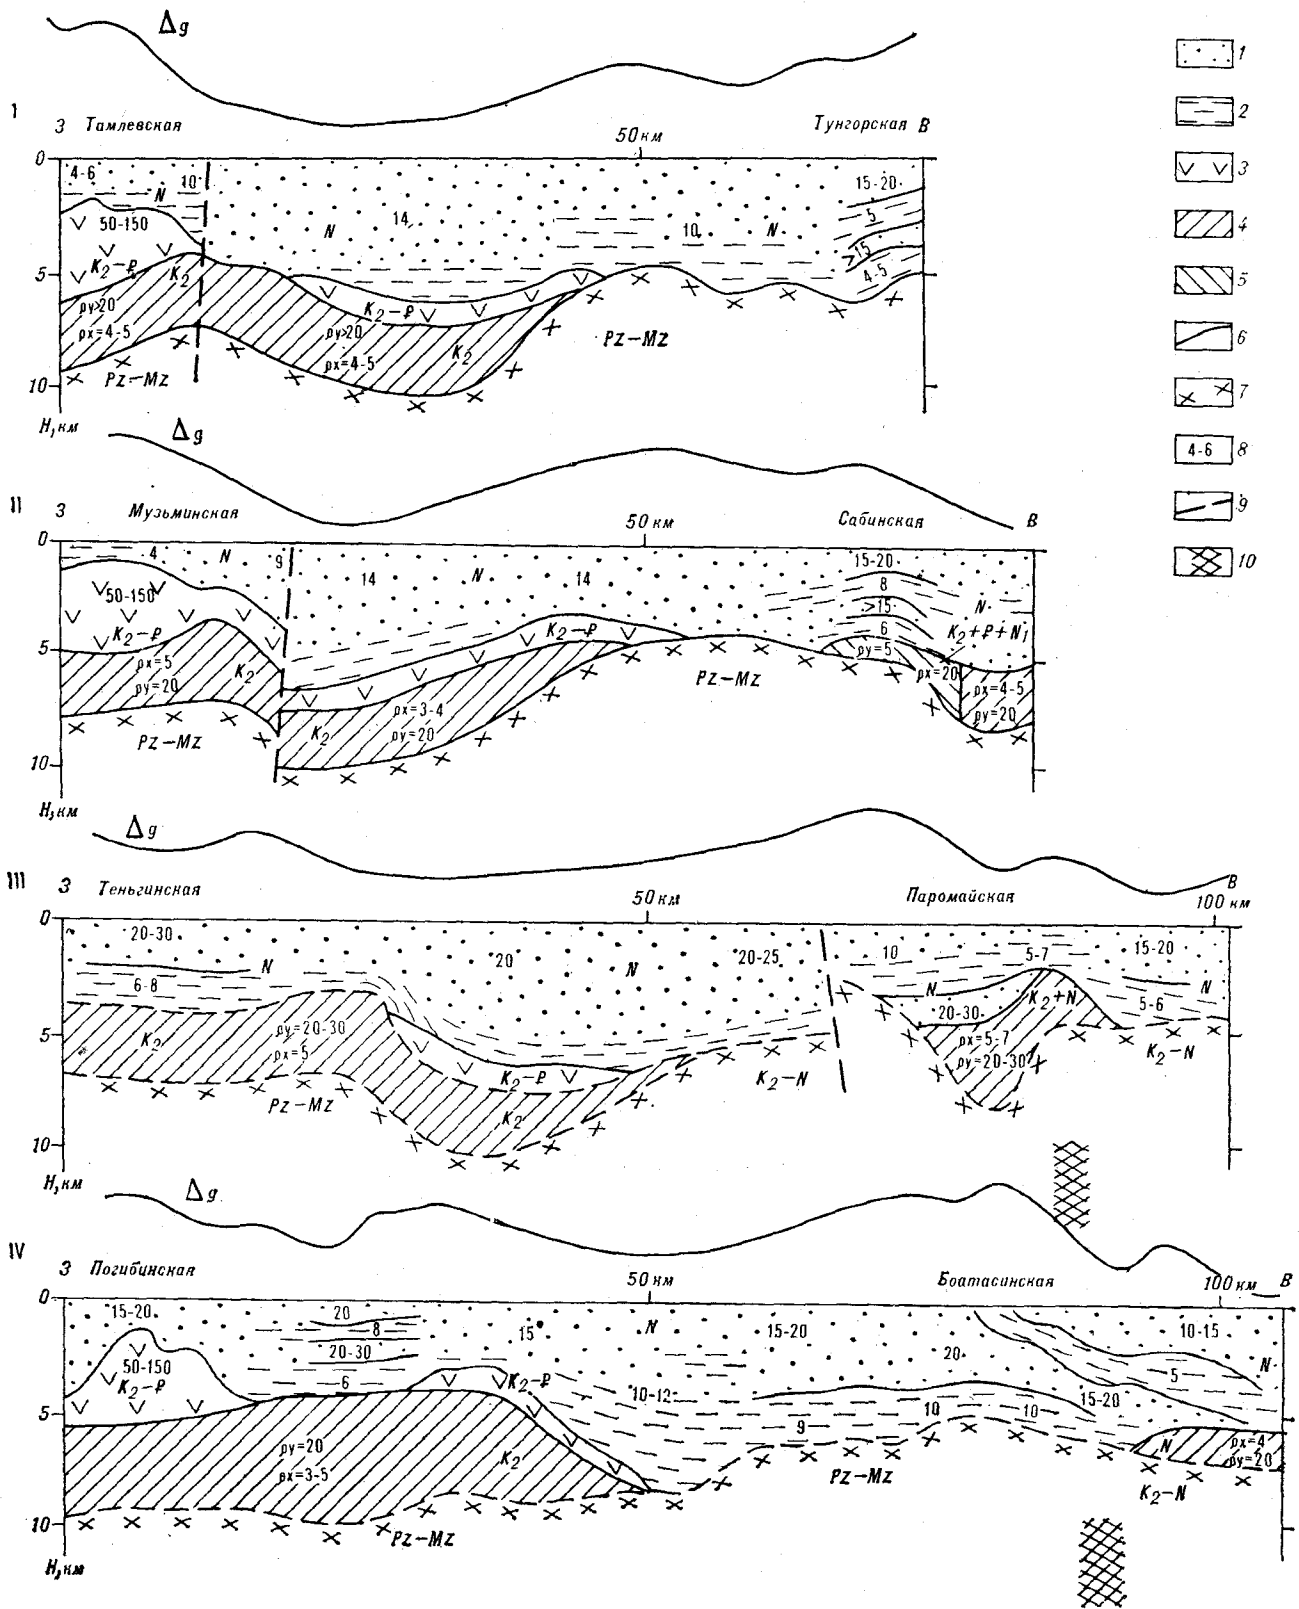 Δg
1
2
3
4
5
6
7
4-6 8
9
10
I
З Тамлевская 50 км Тунгорская В
0
4-6 10 N 14 N 10 N 15-20
5
>15
4-5
50-150
K₂-₽ K₂
5
ρy>20
ρx=4-5
K₂-₽
ρy>20 K₂
ρx=4-5
Pz-Mz
Pz-Mz
10
H, км
Δg
II
З Музьминская 50 км Сабинская В
0
4 N 9 14 N 14 15-20
8
>15 N
6 K₂+₽+N₁
50-150
K₂-₽
K₂-₽
5
ρx=5 K₂
ρy=20
ρy=5
ρx=20
ρx=4-5
ρy=20
Pz-Mz
ρx=3-4
K₂ ρy=20
Pz-Mz
10
H, км
Δg
III
З Теньгинская 50 км Паромайская В
100 км
0
20-30 N 20 N 20-25 10 5-7 15-20
6-8
N K₂+N N
20-30 5-6
5
K₂ ρy=20-30
ρx=5
ρx=5-7
ρy=20-30
K₂-N
K₂-N
K₂-₽
Pz-Mz
K₂
10
H, км
Δg
IV
З Погибинская 50 км Боатасинская 100 км В
0
15-20 20 15 N 15-20 10-15
8
20-30 20
6 5 N
50-150
K₂-₽
K₂-₽
10-12 15-20
5
9 10 10
ρy=20 K₂
ρx=3-5
N ρx=4
ρy=20
Pz-Mz
K₂-N
10
Pz-Mz
H, км